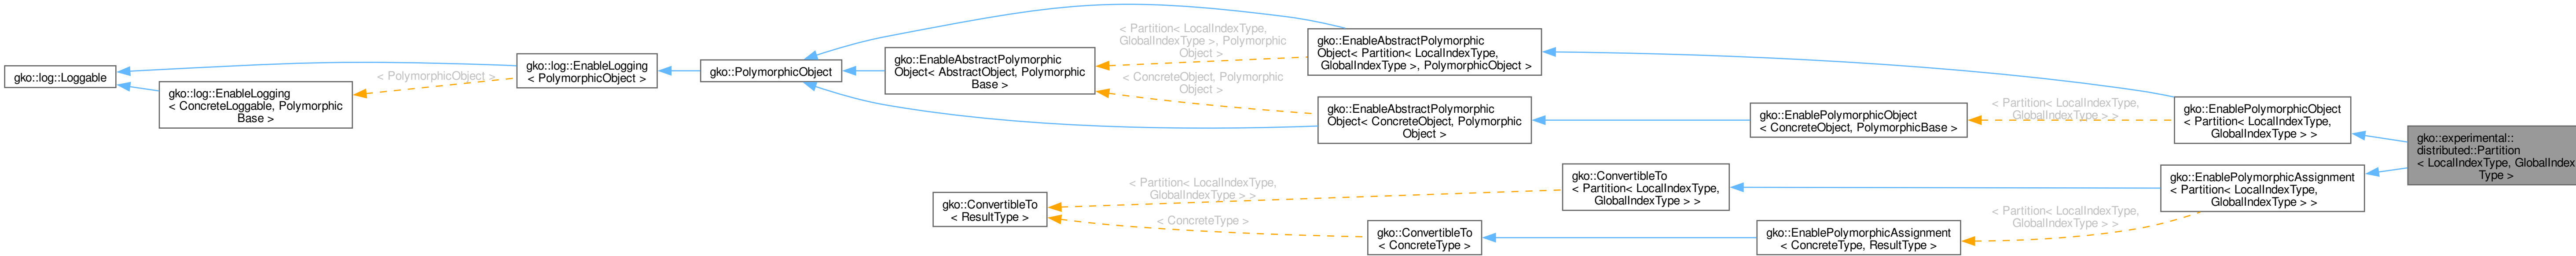 gko::log::Loggable
gko::log::EnableLogging
< ConcreteLoggable, Polymorphic
Base >
< PolymorphicObject >
gko::log::EnableLogging
< PolymorphicObject >
gko::PolymorphicObject
gko::EnableAbstractPolymorphic
Object< AbstractObject, Polymorphic
Base >
< Partition< LocalIndexType,
GlobalIndexType >, Polymorphic
Object >
< ConcreteObject, Polymorphic
Object >
gko::EnableAbstractPolymorphic
Object< Partition< LocalIndexType,
GlobalIndexType >, PolymorphicObject >
gko::EnableAbstractPolymorphic
Object< ConcreteObject, Polymorphic
Object >
gko::EnablePolymorphicObject
< ConcreteObject, PolymorphicBase >
< Partition< LocalIndexType,
GlobalIndexType > >
gko::EnablePolymorphicObject
< Partition< LocalIndexType,
GlobalIndexType > >
gko::experimental::
distributed::Partition
< LocalIndexType, GlobalIndex
Type >
gko::ConvertibleTo
< ResultType >
< Partition< LocalIndexType,
GlobalIndexType > >
< ConcreteType >
gko::ConvertibleTo
< Partition< LocalIndexType,
GlobalIndexType > >
gko::ConvertibleTo
< ConcreteType >
gko::EnablePolymorphicAssignment
< ConcreteType, ResultType >
< Partition< LocalIndexType,
GlobalIndexType > >
gko::EnablePolymorphicAssignment
< Partition< LocalIndexType,
GlobalIndexType > >